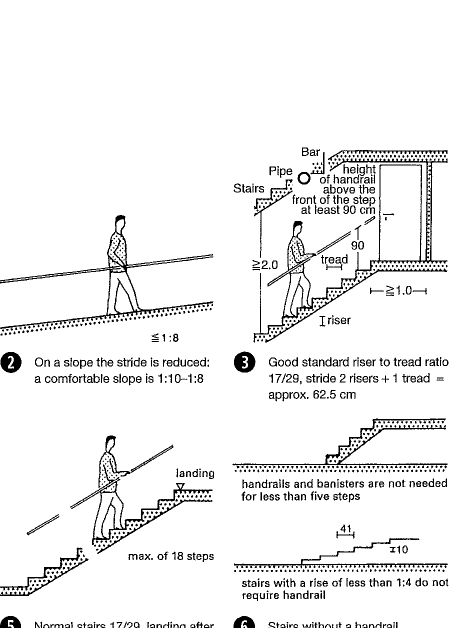 Bar
Pipe
Stairs
height
of handrail
above the
front of the step
at least 90 cm
90
≧2.0
tread
≧1.0
riser
≦1:8
2 On a slope the stride is reduced:
a comfortable slope is 1:10–1:8
3 Good standard riser to tread ratio
17/29, stride 2 risers + 1 tread =
approx. 62.5 cm
landing
max. of 18 steps
handrails and banisters are not needed
for less than five steps
41
10
stairs with a rise of less than 1:4 do not
require handrail
5 Normal stairs 17/29, landing after
6 Stairs without a handrail